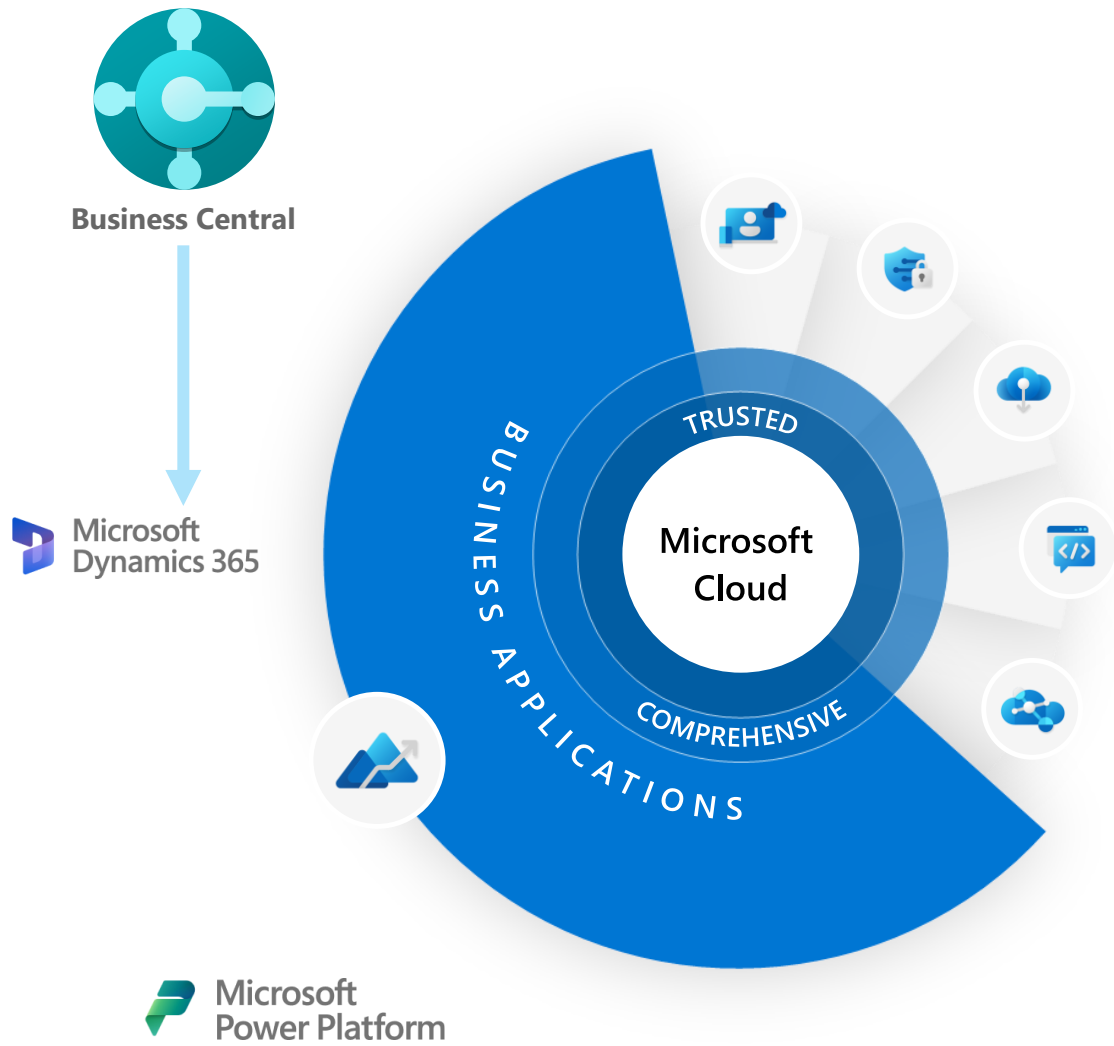 Business Central
Microsoft
Dynamics 365
BUSINESS APPLICATIONS
TRUSTED
Microsoft
Cloud
COMPREHENSIVE
</>
Microsoft
Power Platform